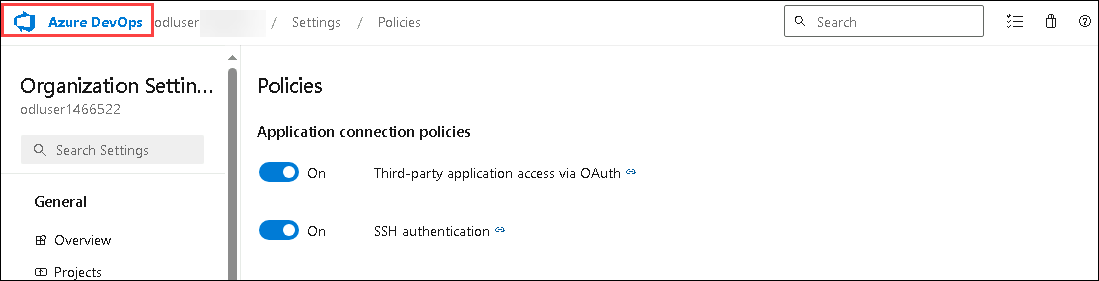 Azure DevOps odluser / Settings / Policies Search
Organization Settin...
odluser1466522
Search Settings
General
Overview
Projects
Policies
Application connection policies
On Third-party application access via OAuth
On SSH authentication